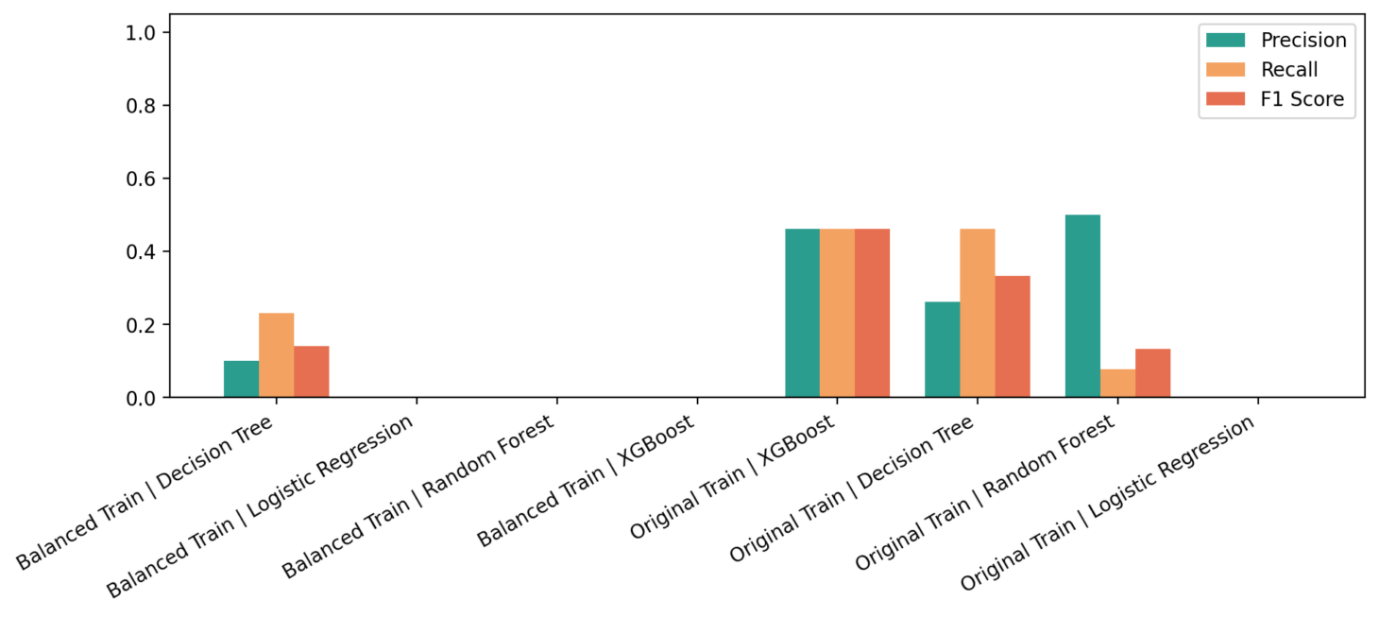 1.0
0.8
0.6
0.4
0.2
0.0
Precision
Recall
F1 Score
Balanced Train | Decision Tree
Balanced Train | Logistic Regression
Balanced Train | Random Forest
Balanced Train | XGBoost
Original Train | XGBoost
Original Train | Decision Tree
Original Train | Random Forest
Original Train | Logistic Regression